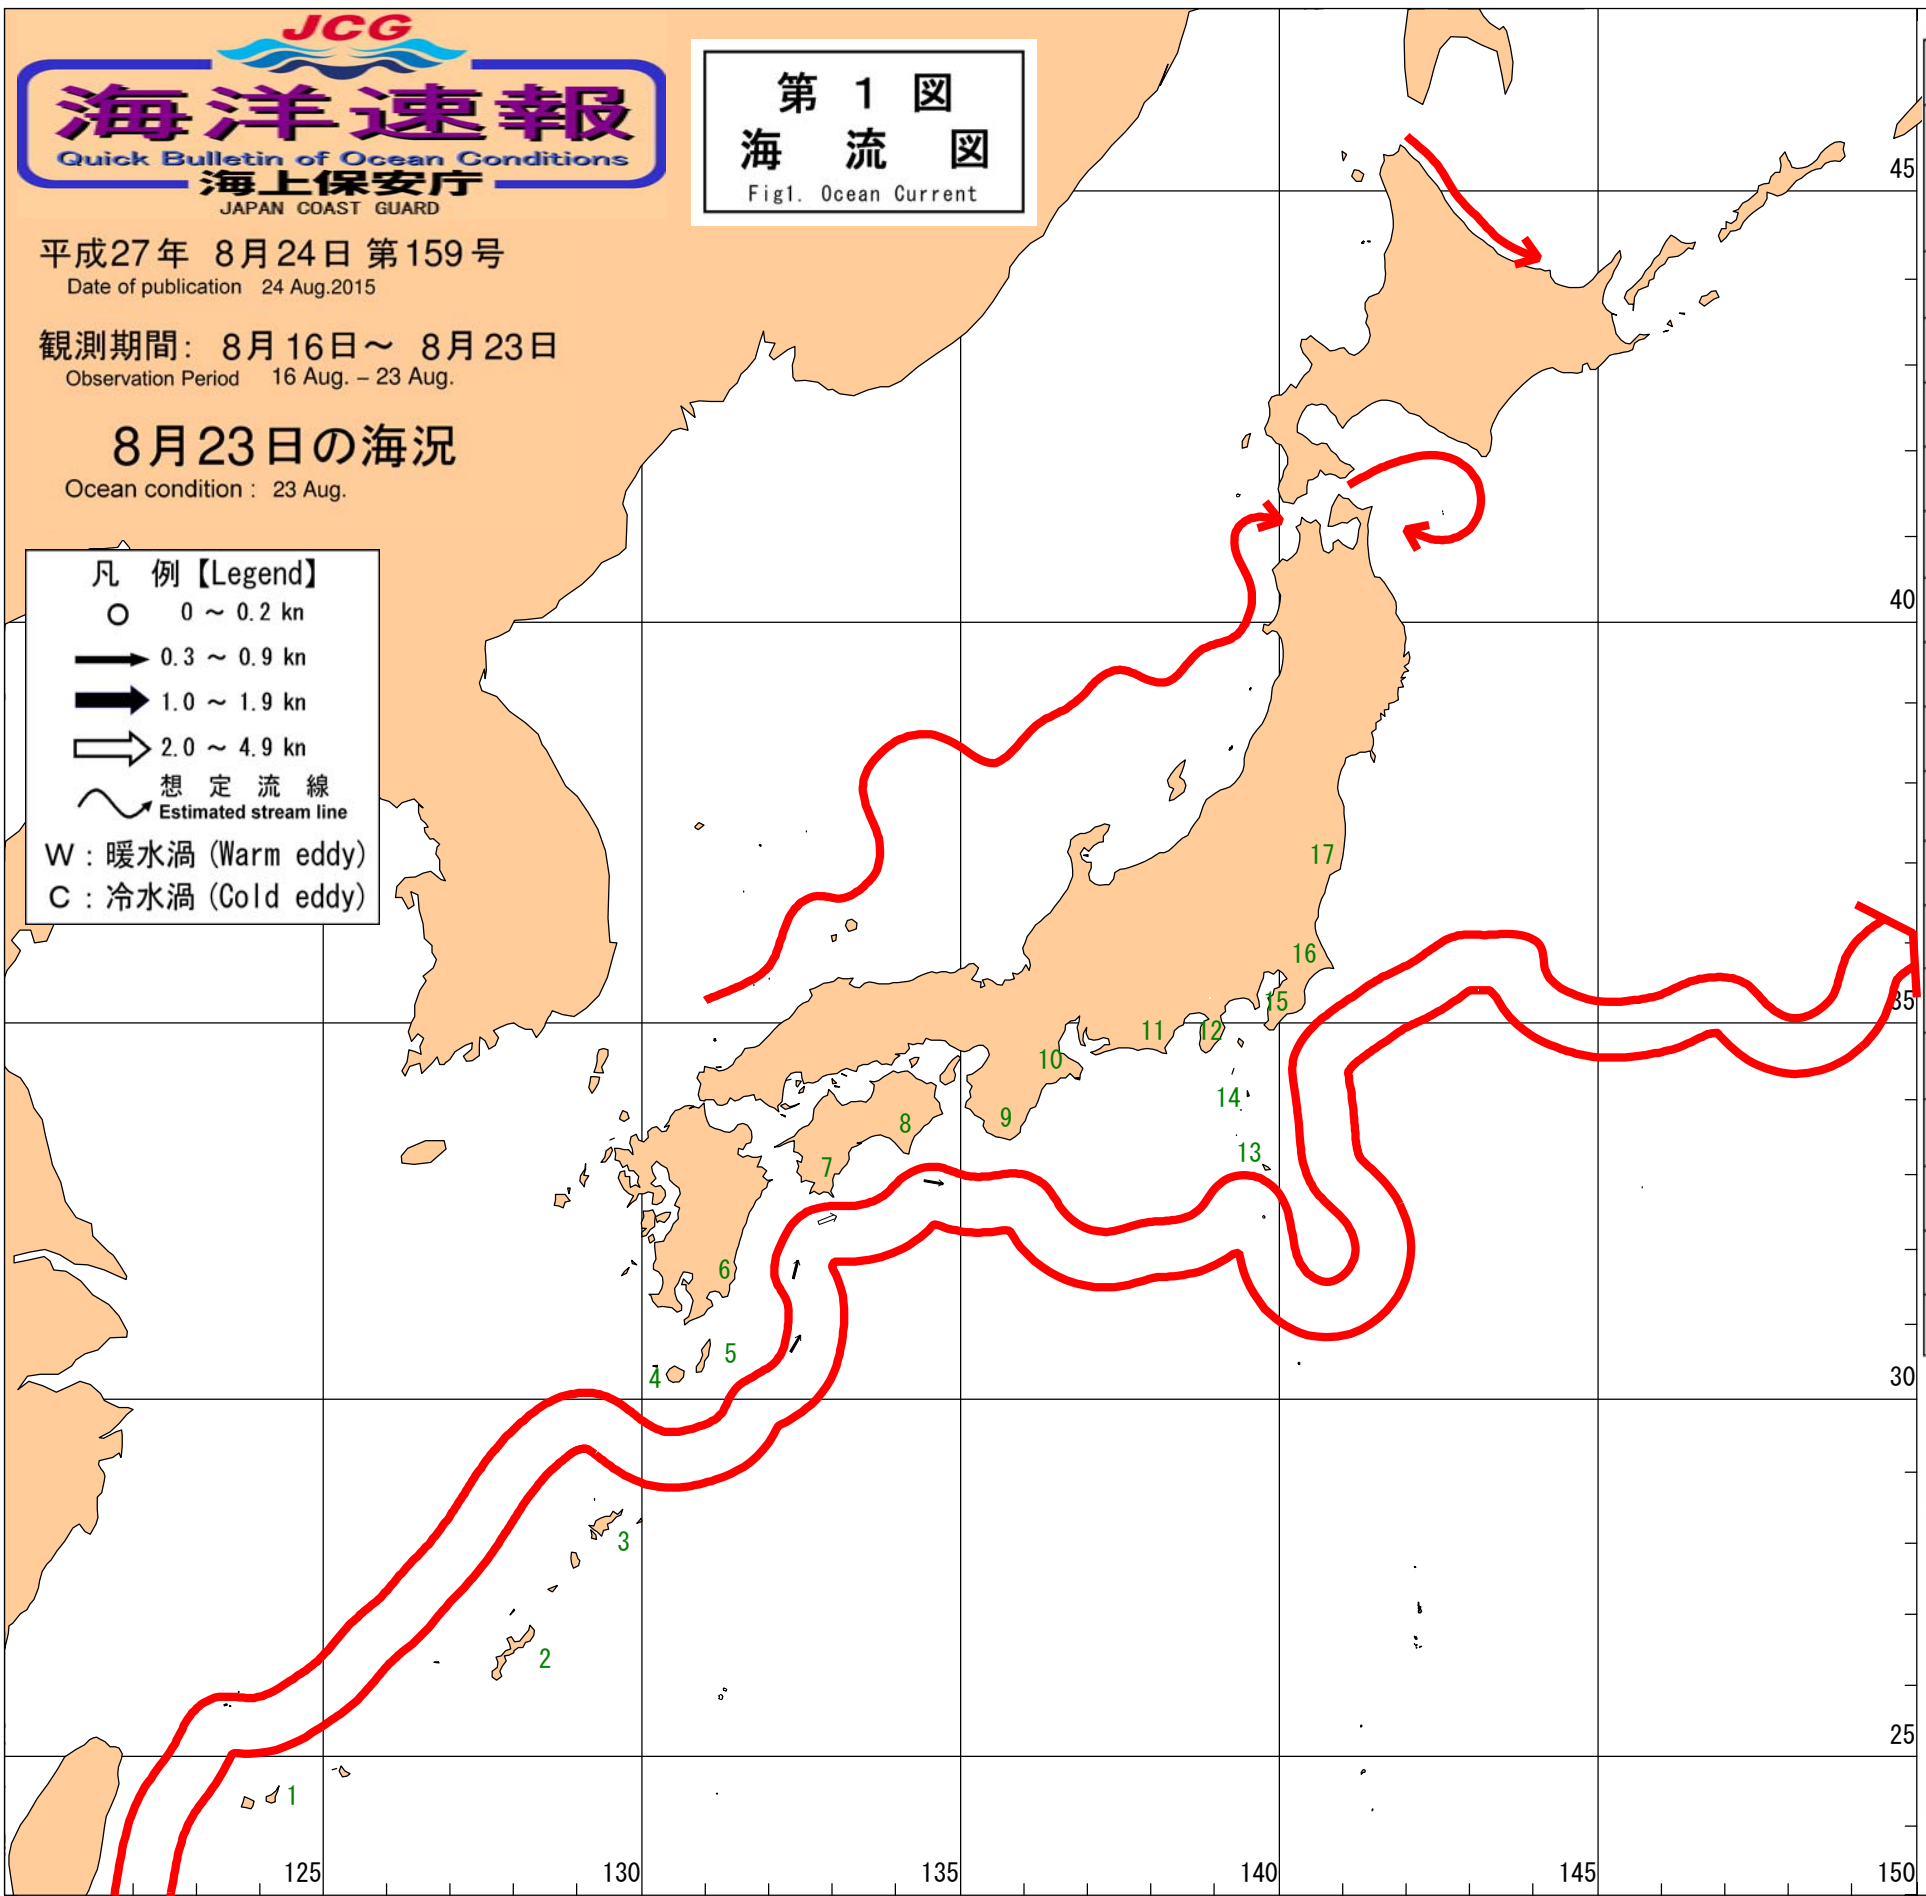 JCG
海洋速報
Quick Bulletin of Ocean Conditions
海上保安庁
JAPAN COAST GUARD
第 1 図
海 流 図
Fig1. Ocean Current
平成27年 8月24日 第159号
Date of publication 24 Aug.2015
観測期間: 8月16日～ 8月23日
Observation Period 16 Aug. – 23 Aug.
8月23日の海況
Ocean condition : 23 Aug.
凡 例【Legend】
0 ～ 0.2 kn
0.3 ～ 0.9 kn
1.0 ～ 1.9 kn
2.0 ～ 4.9 kn
想 定 流 線
Estimated stream line
W : 暖水渦 (Warm eddy)
C : 冷水渦 (Cold eddy)
45
40
17
16
35
15
12
11
10
14
9
8
13
7
6
5
4
30
3
2
25
1
125
130
135
140
145
150